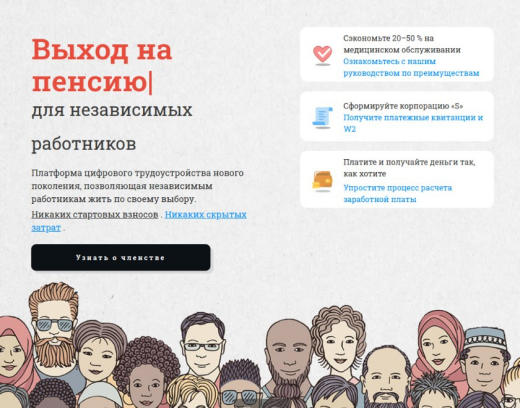 Выход на
пенсию|
для независимых
работников
Платформа цифрового трудоустройства нового
поколения, позволяющая независимым
работникам жить по своему выбору.
Никаких стартовых взносов . Никаких скрытых
затрат .
Узнать о членстве
Сэкономьте 20–50 % на
медицинском обслуживании
Ознакомьтесь с нашим
руководством по преимуществам
Сформируйте корпорацию «S»
Получите платежные квитанции и
W2
Платите и получайте деньги так,
как хотите
Упростите процесс расчета
заработной платы